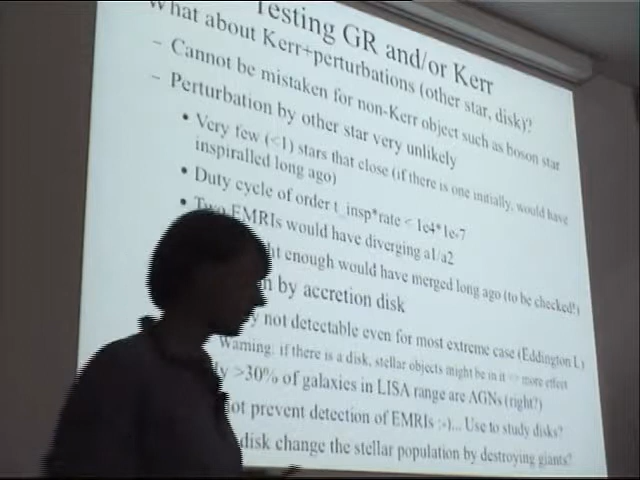 Testing GR and/or Kerr
What about Kerr+perturbations (other star, disk)?
– Cannot be mistaken for non-Kerr object such as boson star
– Perturbation by other star very unlikely
• Very few (<1) stars that close (if there is one initially, would have
inspiralled long ago)
• Duty cycle of order t_insp*rate < 1e4*1e-7
• Two EMRIs would have diverging a1/a2
enough would have merged long ago (to be checked!)
by accretion disk
not detectable even for most extreme case (Eddington L)
Warning: if there is a disk, stellar objects might be in it more effect
>30% of galaxies in LISA range are AGNs (right?)
not prevent detection of EMRIs :-)... Use to study disks?
disk change the stellar population by destroying giants?